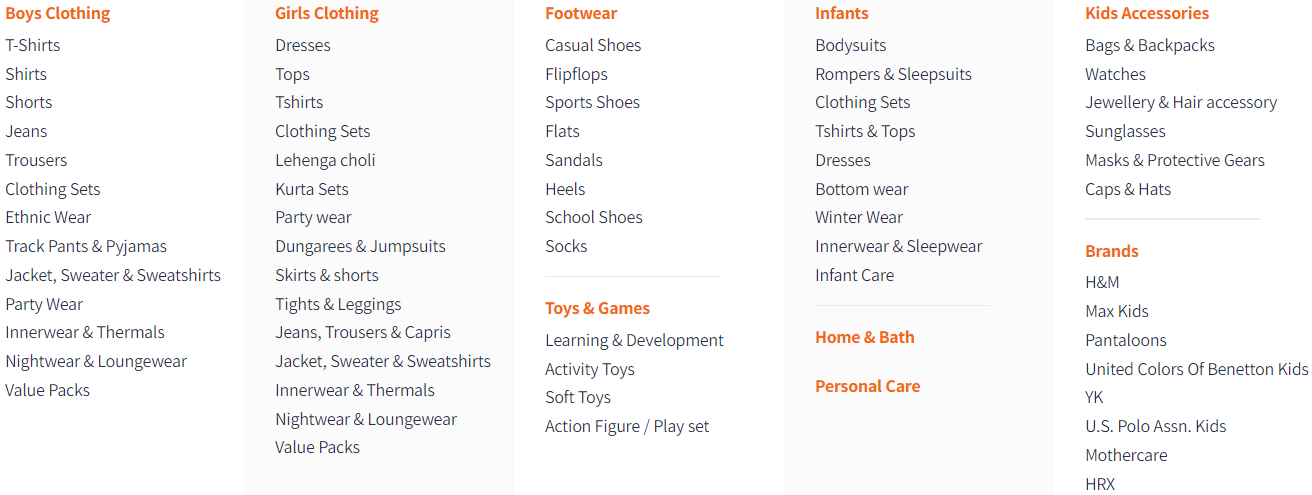 Boys Clothing
T-Shirts
Shirts
Shorts
Jeans
Trousers
Clothing Sets
Ethnic Wear
Track Pants & Pyjamas
Jacket, Sweater & Sweatshirts
Party Wear
Innerwear & Thermals
Nightwear & Loungewear
Value Packs
Girls Clothing
Dresses
Tops
Tshirts
Clothing Sets
Lehenga choli
Kurta Sets
Party wear
Dungarees & Jumpsuits
Skirts & shorts
Tights & Leggings
Jeans, Trousers & Capris
Jacket, Sweater & Sweatshirts
Innerwear & Thermals
Nightwear & Loungewear
Value Packs
Footwear
Casual Shoes
Flipflops
Sports Shoes
Flats
Sandals
Heels
School Shoes
Socks
Toys & Games
Learning & Development
Activity Toys
Soft Toys
Action Figure / Play set
Infants
Bodysuits
Rompers & Sleepsuits
Clothing Sets
Tshirts & Tops
Dresses
Bottom wear
Winter Wear
Innerwear & Sleepwear
Infant Care
Home & Bath
Personal Care
Kids Accessories
Bags & Backpacks
Watches
Jewellery & Hair accessory
Sunglasses
Masks & Protective Gears
Caps & Hats
Brands
H&M
Max Kids
Pantaloons
United Colors Of Benetton Kids
YK
U.S. Polo Assn. Kids
Mothercare
HRX